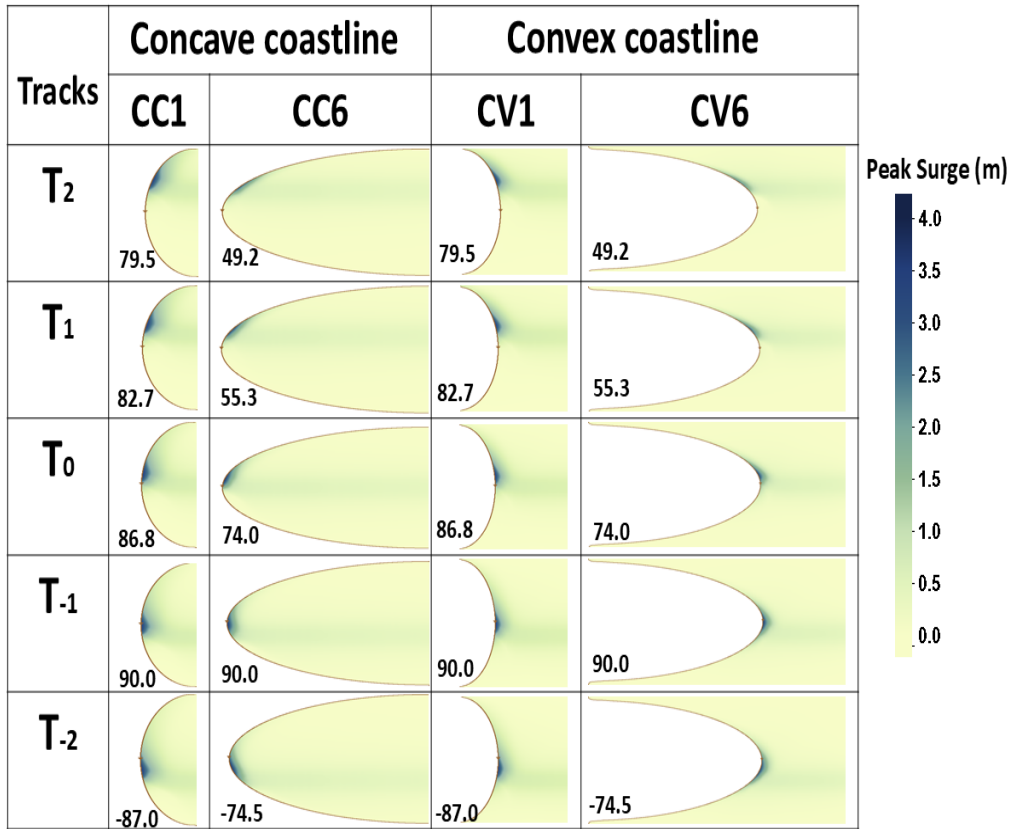 Concave coastline
Convex coastline
Tracks
CC1
CC6
CV1
CV6
T2
79.5
49.2
79.5
49.2
T1
82.7
55.3
82.7
55.3
T0
86.8
74.0
86.8
74.0
T-1
90.0
90.0
90.0
90.0
T-2
-87.0
-74.5
-87.0
-74.5
Peak Surge (m)
4.0
3.5
3.0
2.5
2.0
1.5
1.0
0.5
0.0